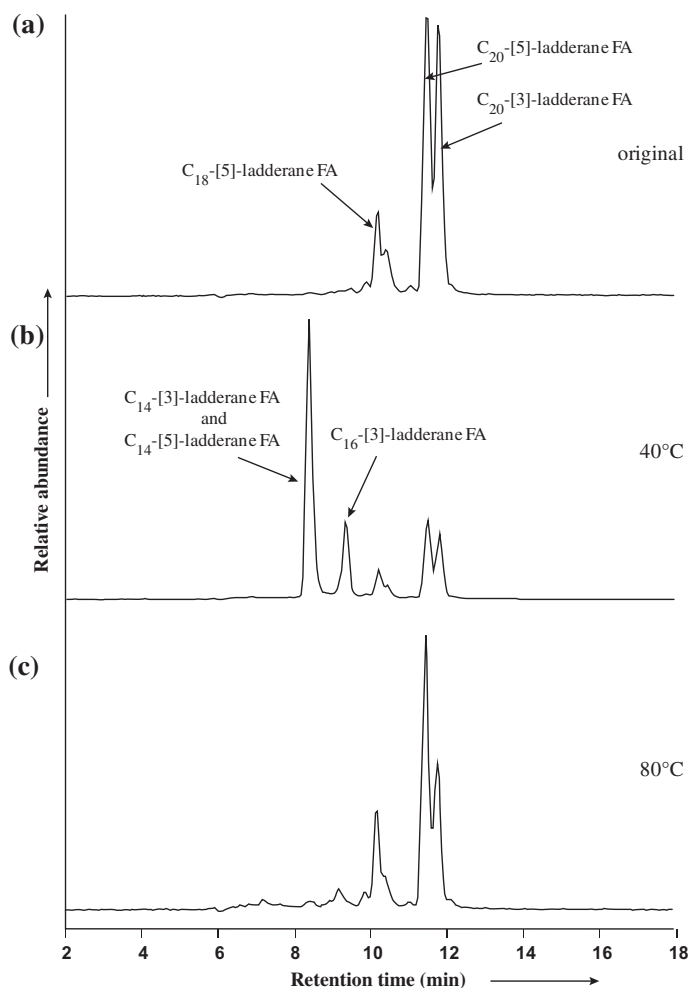 (a)
C20-[5]-ladderane FA
C20-[3]-ladderane FA
original
C18-[5]-ladderane FA
(b)
C14-[3]-ladderane FA
and
C14-[5]-ladderane FA
C16-[3]-ladderane FA
40°C
Relative abundance
(c)
80°C
2 4 6 8 10 12 14 16 18
Retention time (min)